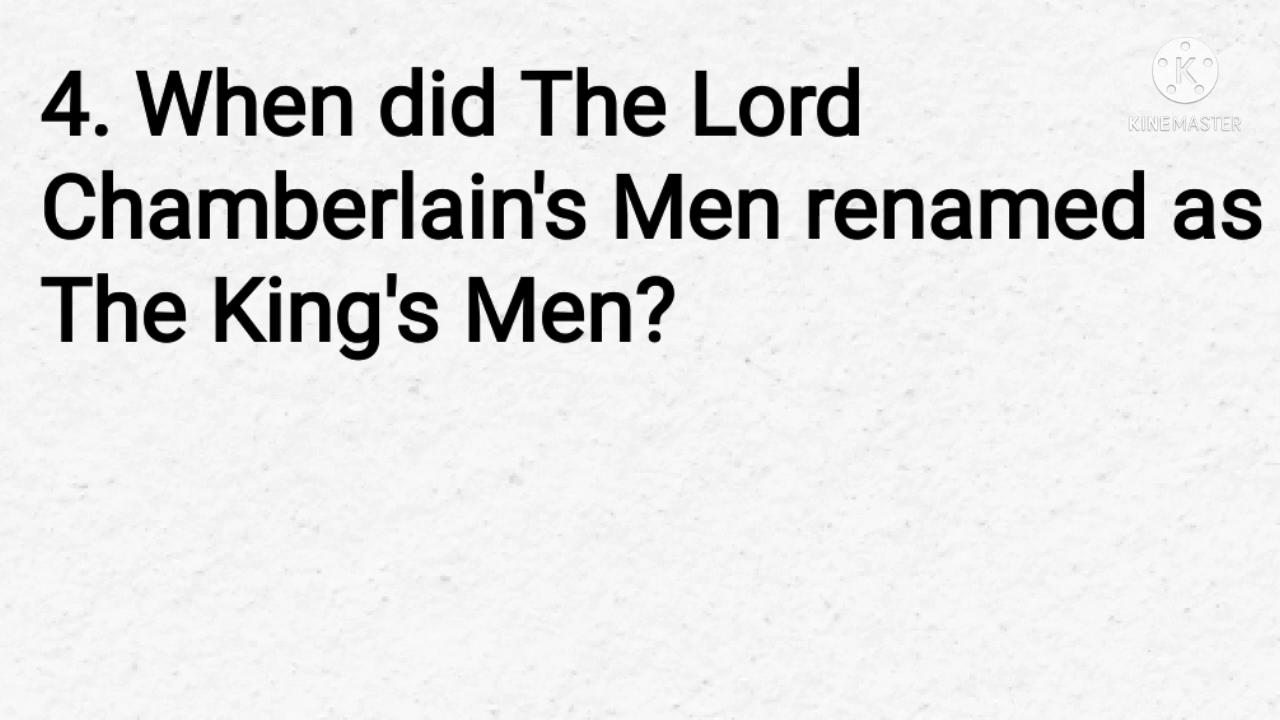 4. When did The Lord
Chamberlain's Men renamed as
The King's Men?
K
KINEMASTER